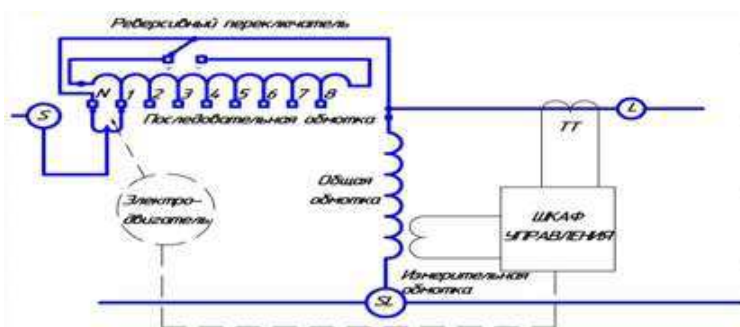 Реверсивный переключатель
N 1 2 3 4 5 6 7 8
S
L
Последовательная обмотка
ТТ
Общая
обмотка
Электро-
двигатель
ШКАФ
УПРАВЛЕНИЯ
Измерительная
обмотка
SL